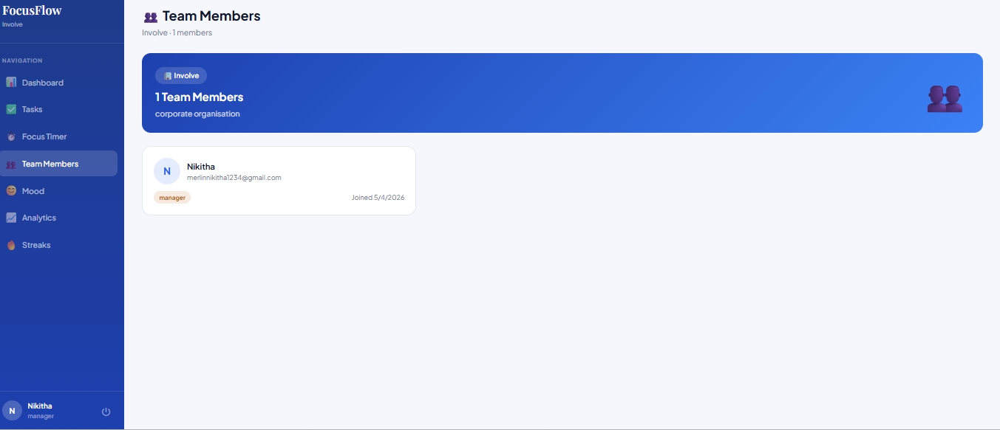 FocusFlow
Involve
NAVIGATION
Dashboard
Tasks
Focus Timer
Team Members
Mood
Analytics
Streaks
N
Nikitha
manager
Team Members
Involve · 1 members
Involve
1 Team Members
corporate organisation
N
Nikitha
merlinnikitha1234@gmail.com
manager
Joined 5/4/2026